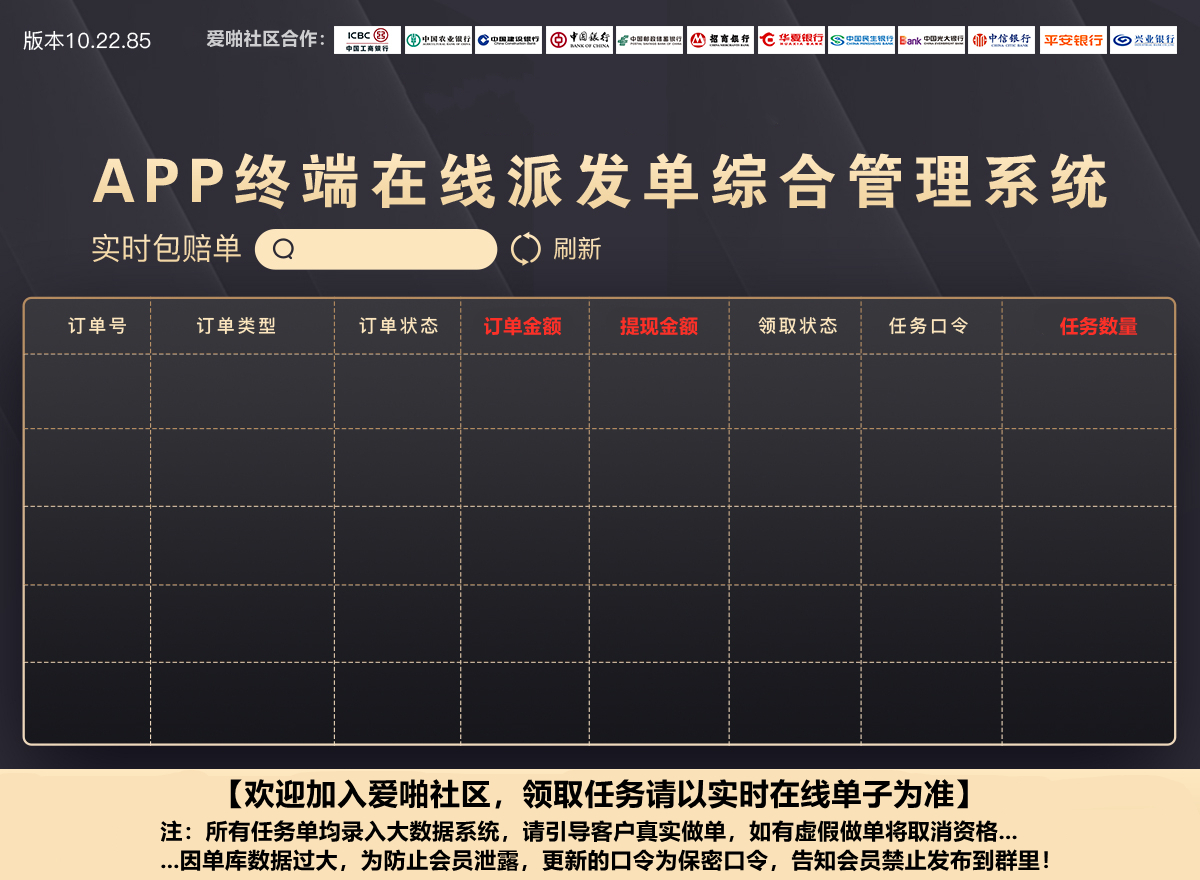 版本10.22.85
爱啪社区合作：
ICBC 中国工商银行
中国农业银行
中国建设银行
China Construction Bank
中国银行
BANK OF CHINA
中国邮政储蓄银行
招商银行
华夏银行
HUAXIA BANK
中国民生银行
Bank 中国光大银行
中信银行
CHINA CITIC BANK
平安银行
兴业银行
APP终端在线派发单综合管理系统
实时包赔单
刷新
订单号 订单类型 订单状态 订单金额 提现金额 领取状态 任务口令 任务数量
【欢迎加入爱啪社区，领取任务请以实时在线单子为准】
注：所有任务单均录入大数据系统，请引导客户真实做单，如有虚假做单将取消资格...
...因单库数据过大，为防止会员泄露，更新的口令为保密口令，告知会员禁止发布到群里！